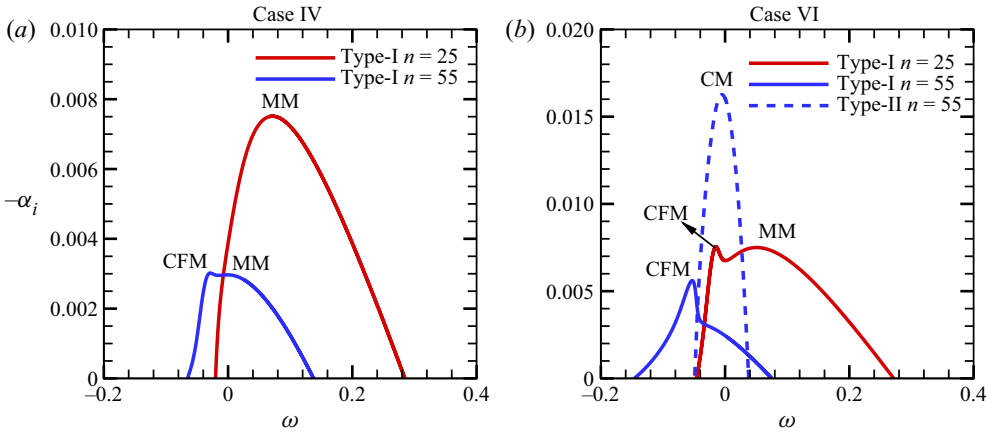 Case IV
(a)
0.010
0.008
0.006
−αi
0.004
0.002
0
−0.2
0
0.2
0.4
ω
Type-I n = 25
Type-I n = 55
MM
CFM
MM
Case VI
(b)
0.020
0.015
0.010
0.005
0
−0.2
0
0.2
0.4
ω
Type-I n = 25
Type-I n = 55
Type-II n = 55
CM
CFM
MM
CFM